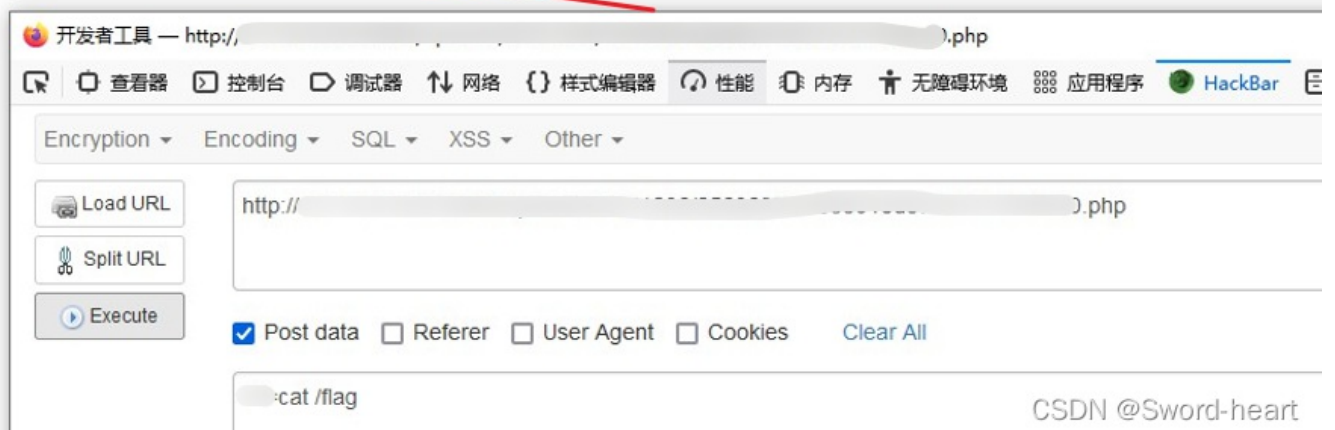 开发者工具 — http:// .php
查看器 控制台 调试器 网络 {} 样式编辑器 性能 内存 无障碍环境 应用程序 HackBar
Encryption Encoding SQL XSS Other
Load URL
http:// .php
Split URL
Execute
Post data Referer User Agent Cookies Clear All
=cat /flag
CSDN @Sword-heart